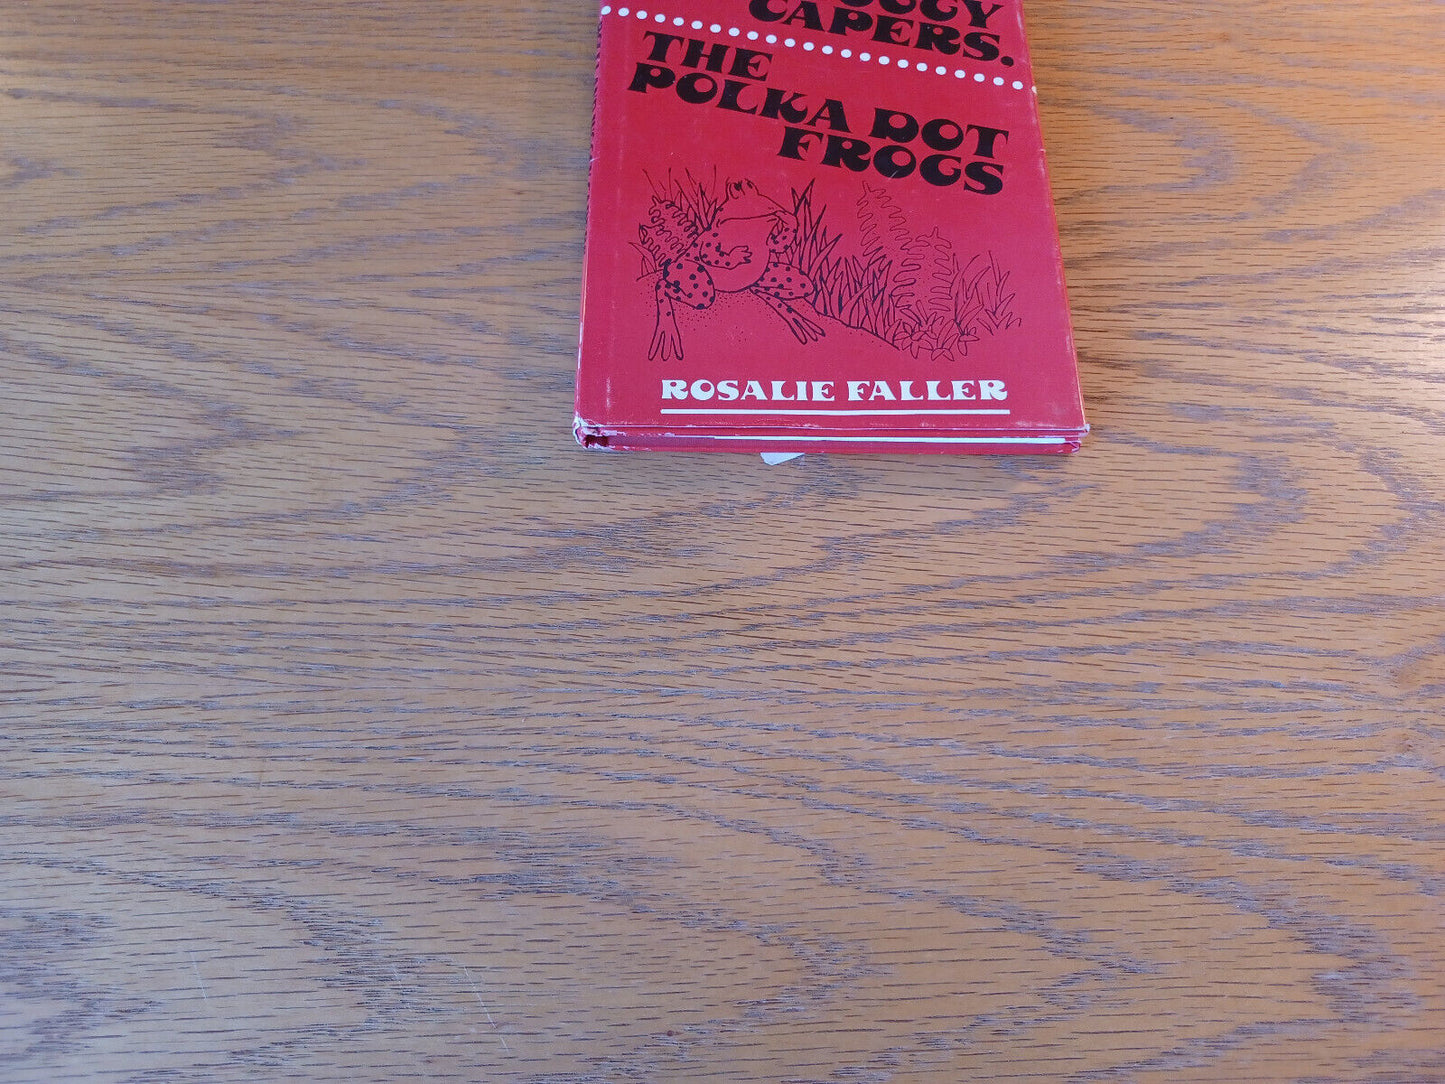 CAPERS.
THE
POLKA DOT
FROGS
ROSALIE FALLER